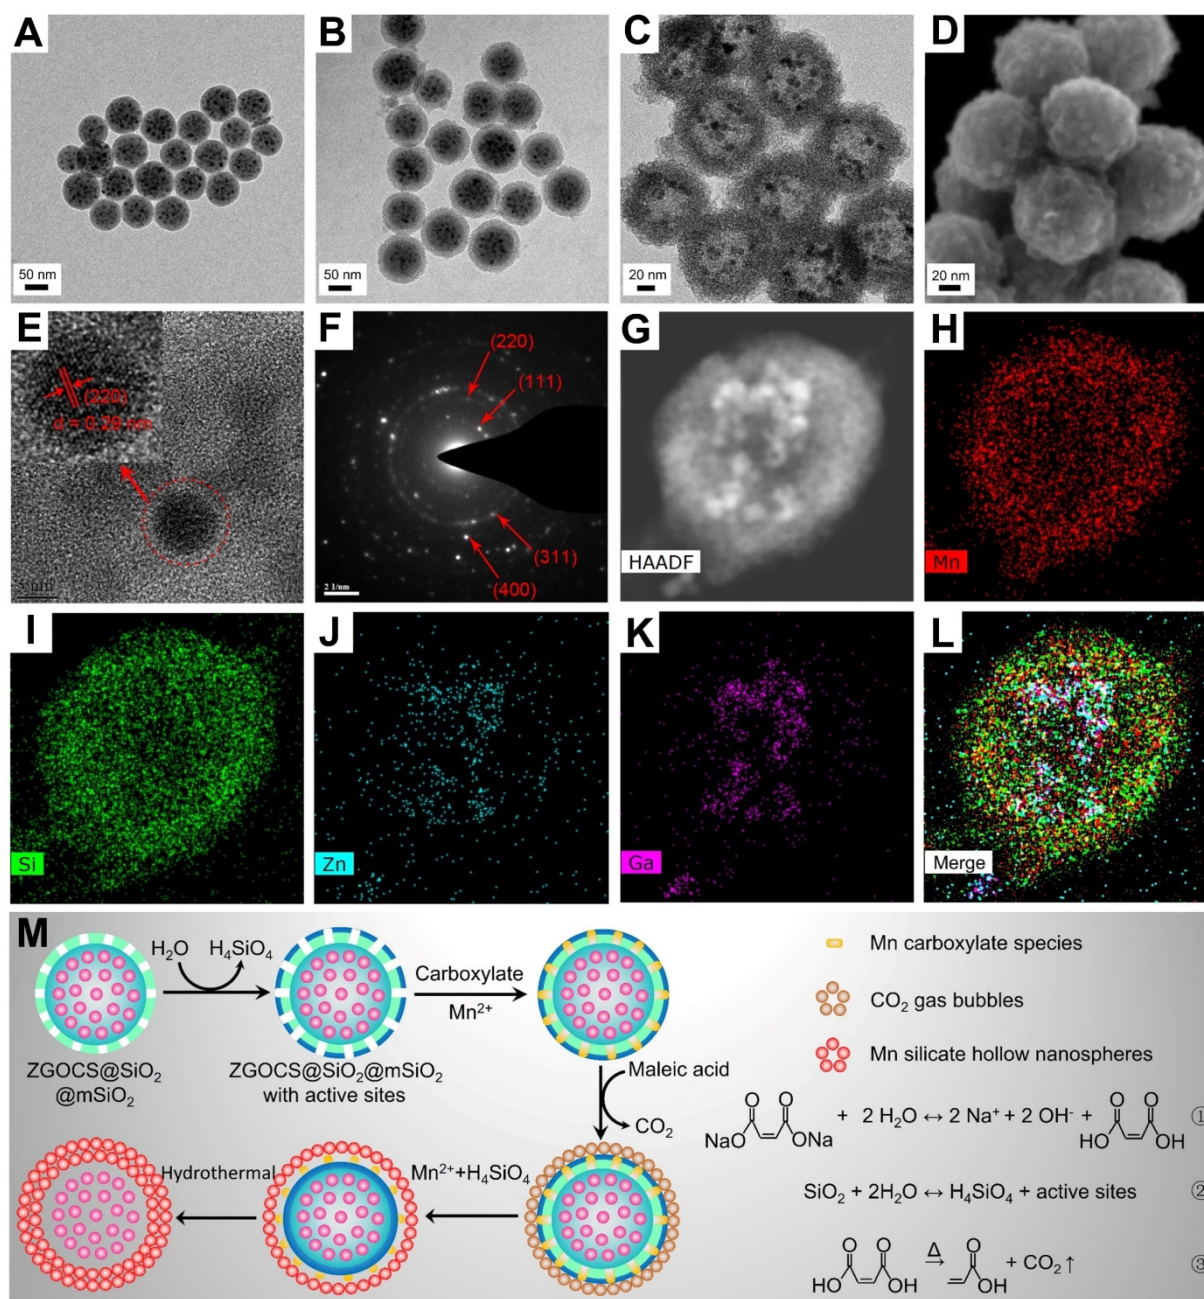 A
50 nm
B
50 nm
C
20 nm
D
20 nm
E
(220)
d = 0.29 nm
5 nm
F
(220)
(111)
(311)
(400)
2 1/nm
G
HAADF
H
Mn
I
Si
J
Zn
K
Ga
L
Merge
M
H₂O
H₄SiO₄
ZGOCS@SiO₂
@mSiO₂
ZGOCS@SiO₂@mSiO₂
with active sites
Carboxylate
Mn²⁺
Maleic acid
CO₂
Mn²⁺+H₄SiO₄
Hydrothermal
Mn carboxylate species
CO₂ gas bubbles
Mn silicate hollow nanospheres
O O
NaO ONa + 2 H₂O ↔ 2 Na⁺ + 2 OH⁻ + O O HO OH ①
SiO₂ + 2H₂O ↔ H₄SiO₄ + active sites ②
O O HO OH Δ → O OH + CO₂↑ ③